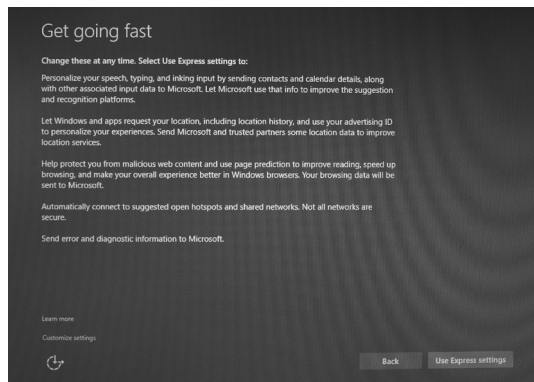 Get going fast
Change these at any time. Select Use Express settings to:
Personalize your speech, typing, and inking input by sending contacts and calendar details, along
with other associated input data to Microsoft. Let Microsoft use that info to improve the suggestion
and recognition platforms.
Let Windows and apps request your location, including location history, and use your advertising ID
to personalize your experiences. Send Microsoft and trusted partners some location data to improve
location services.
Help protect you from malicious web content and use page prediction to improve reading, speed up
browsing, and make your overall experience better in Windows browsers. Your browsing data will be
sent to Microsoft.
Automatically connect to suggested open hotspots and shared networks. Not all networks are
secure.
Send error and diagnostic information to Microsoft.
Learn more
Customize settings
Back
Use Express settings